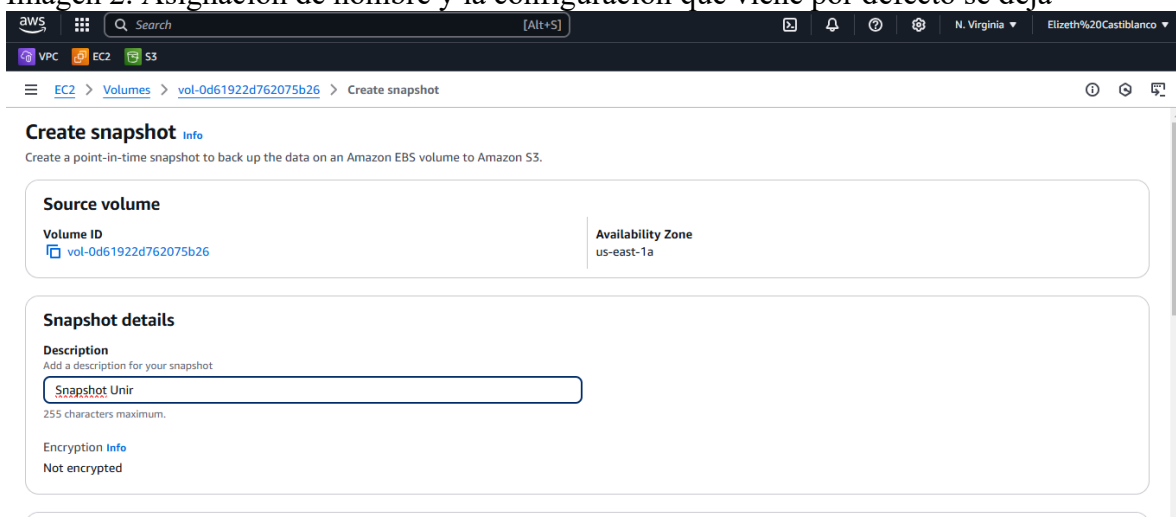 Imagen 2. Asignación de nombre y la configuración que viene por defecto se deja
aws
Search
[Alt+S]
N. Virginia
Elizeth%20Castiblanco
VPC
EC2
S3
EC2 > Volumes > vol-0d61922d762075b26 > Create snapshot
Create snapshot Info
Create a point-in-time snapshot to back up the data on an Amazon EBS volume to Amazon S3.
Source volume
Volume ID
vol-0d61922d762075b26
Availability Zone
us-east-1a
Snapshot details
Description
Add a description for your snapshot
Snapshot Unir
255 characters maximum.
Encryption Info
Not encrypted